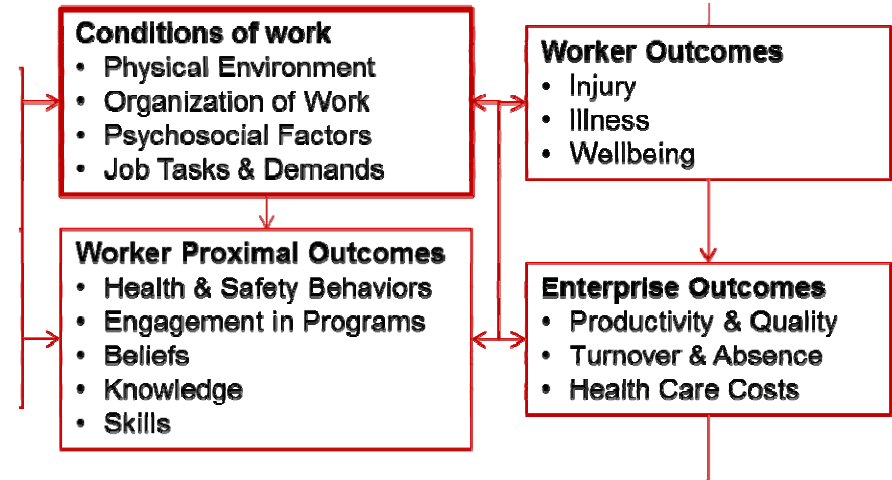 Conditions of work
• Physical Environment
• Organization of Work
• Psychosocial Factors
• Job Tasks & Demands
Worker Outcomes
• Injury
• Illness
• Wellbeing
Worker Proximal Outcomes
• Health & Safety Behaviors
• Engagement in Programs
• Beliefs
• Knowledge
• Skills
Enterprise Outcomes
• Productivity & Quality
• Turnover & Absence
• Health Care Costs